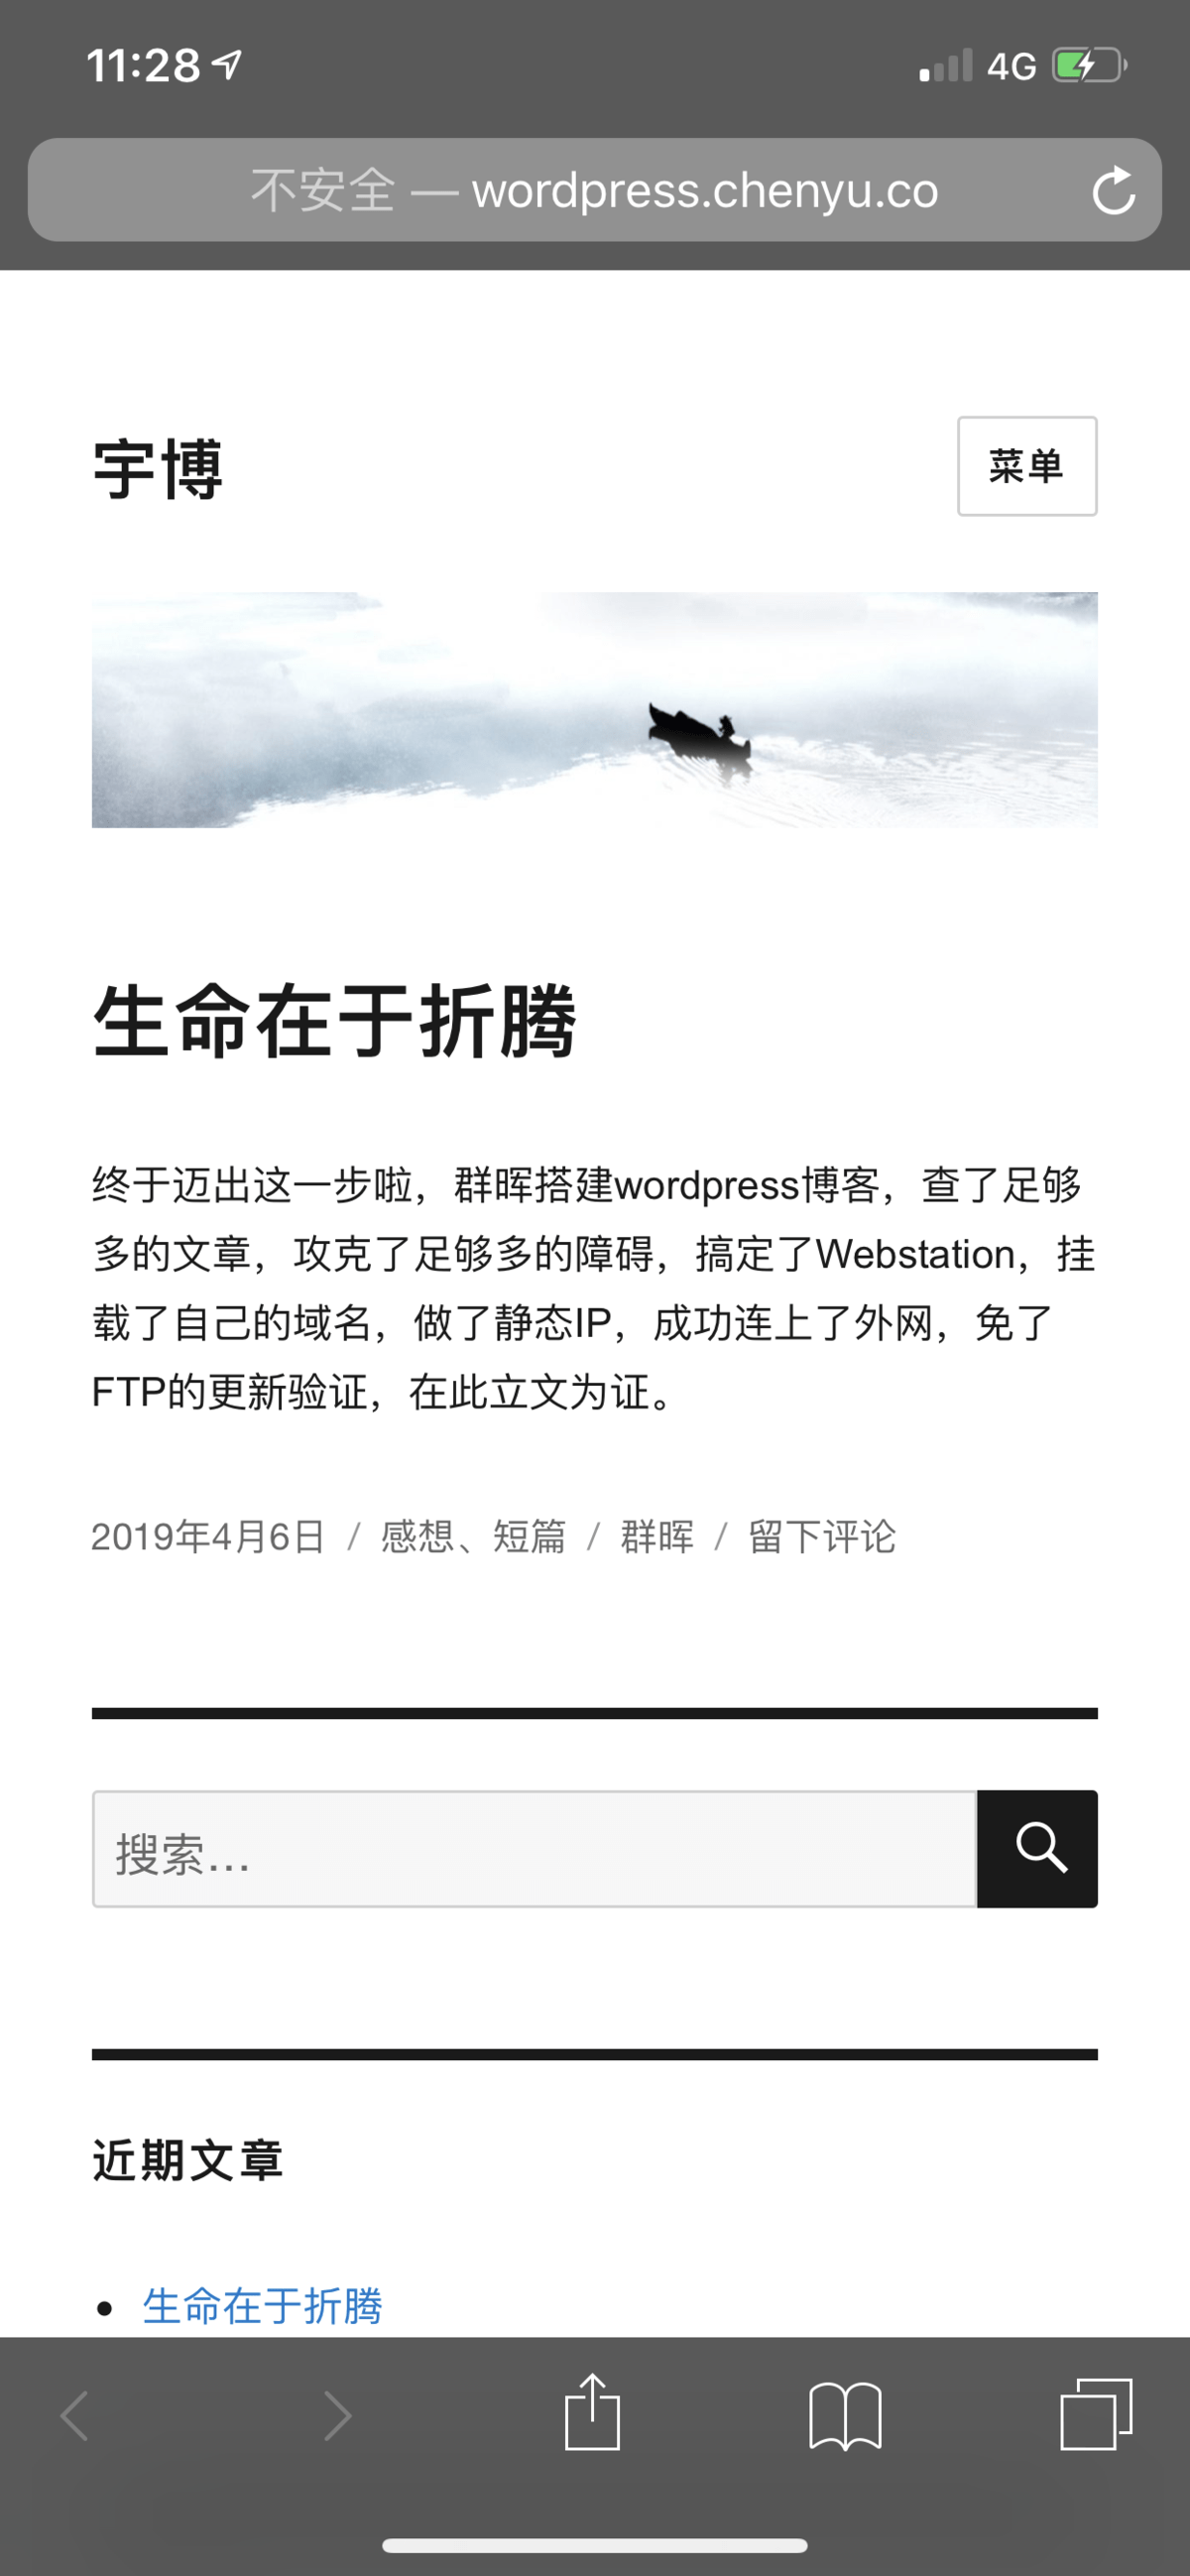 11:28 4G
不安全 — wordpress.chenyu.co
宇博
菜单
生命在于折腾
终于迈出这一步啦，群晖搭建wordpress博客，查了足够
多的文章，攻克了足够多的障碍，搞定了Webstation，挂
载了自己的域名，做了静态IP，成功连上了外网，免了
FTP的更新验证，在此立文为证。
2019年4月6日 / 感想、短篇 / 群晖 / 留下评论
搜索…
近期文章
• 生命在于折腾